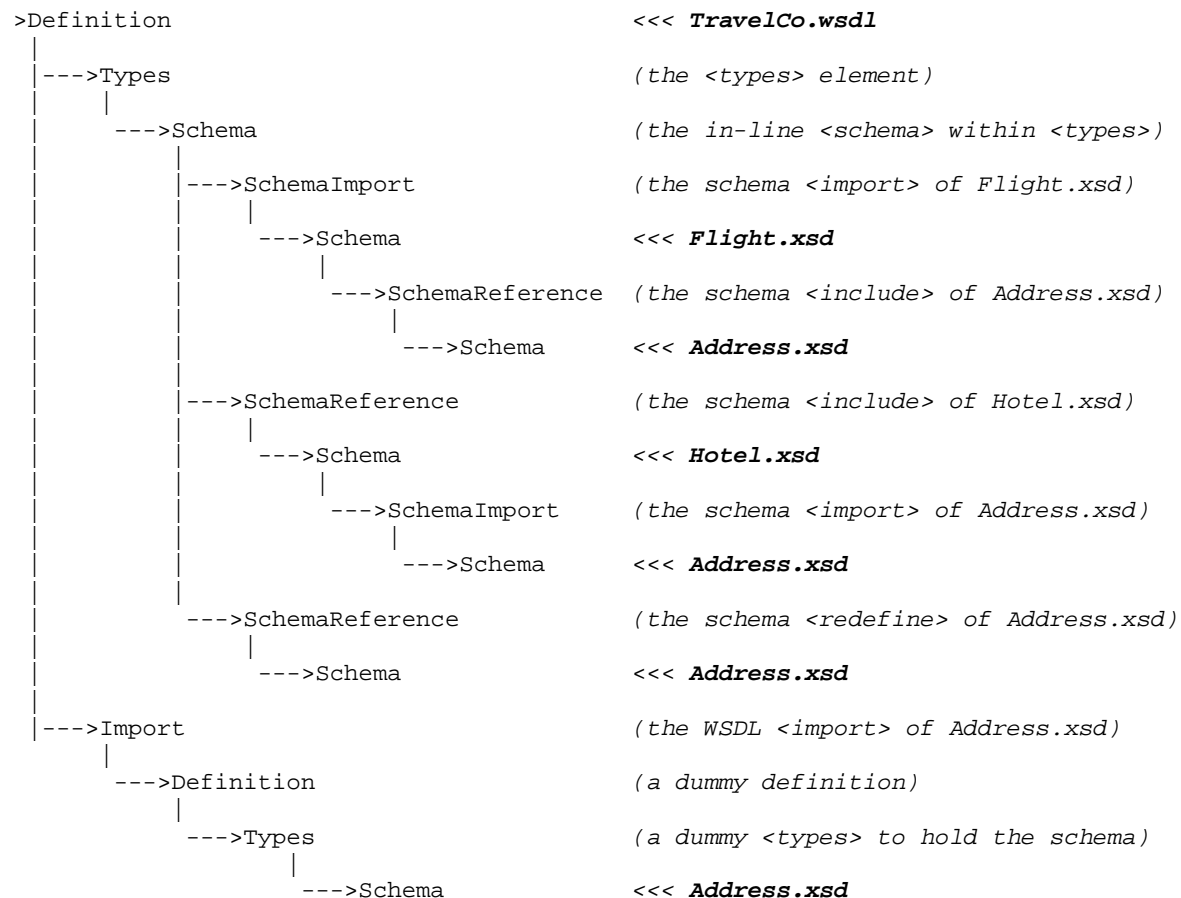 >Definition <<< TravelCo.wsdl
|
|--->Types (the <types> element)
| |
| --->Schema (the in-line <schema> within <types>)
| |
| |--->SchemaImport (the schema <import> of Flight.xsd)
| | |
| | --->Schema <<< Flight.xsd
| | |
| | --->SchemaReference (the schema <include> of Address.xsd)
| | |
| | --->Schema <<< Address.xsd
| |
| |--->SchemaReference (the schema <include> of Hotel.xsd)
| | |
| | --->Schema <<< Hotel.xsd
| | |
| | --->SchemaImport (the schema <import> of Address.xsd)
| | |
| | --->Schema <<< Address.xsd
| |
| --->SchemaReference (the schema <redefine> of Address.xsd)
| |
| --->Schema <<< Address.xsd
|
|--->Import (the WSDL <import> of Address.xsd)
|
--->Definition (a dummy definition)
|
--->Types (a dummy <types> to hold the schema)
|
--->Schema <<< Address.xsd